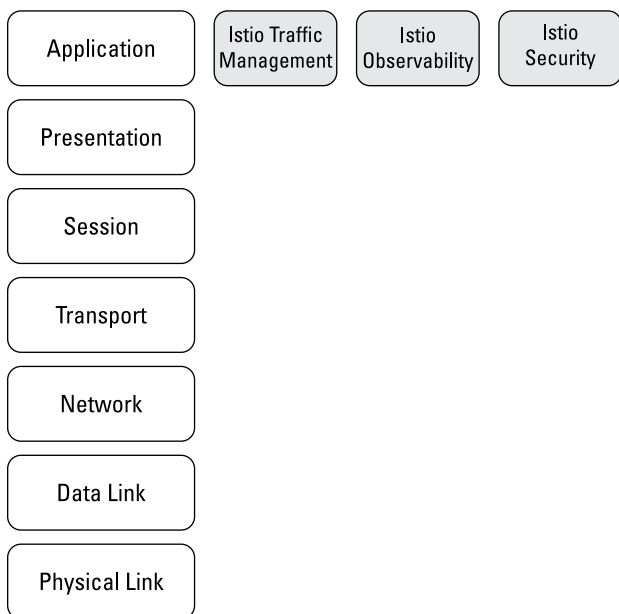 Application
Istio Traffic
Management
Istio
Observability
Istio
Security
Presentation
Session
Transport
Network
Data Link
Physical Link